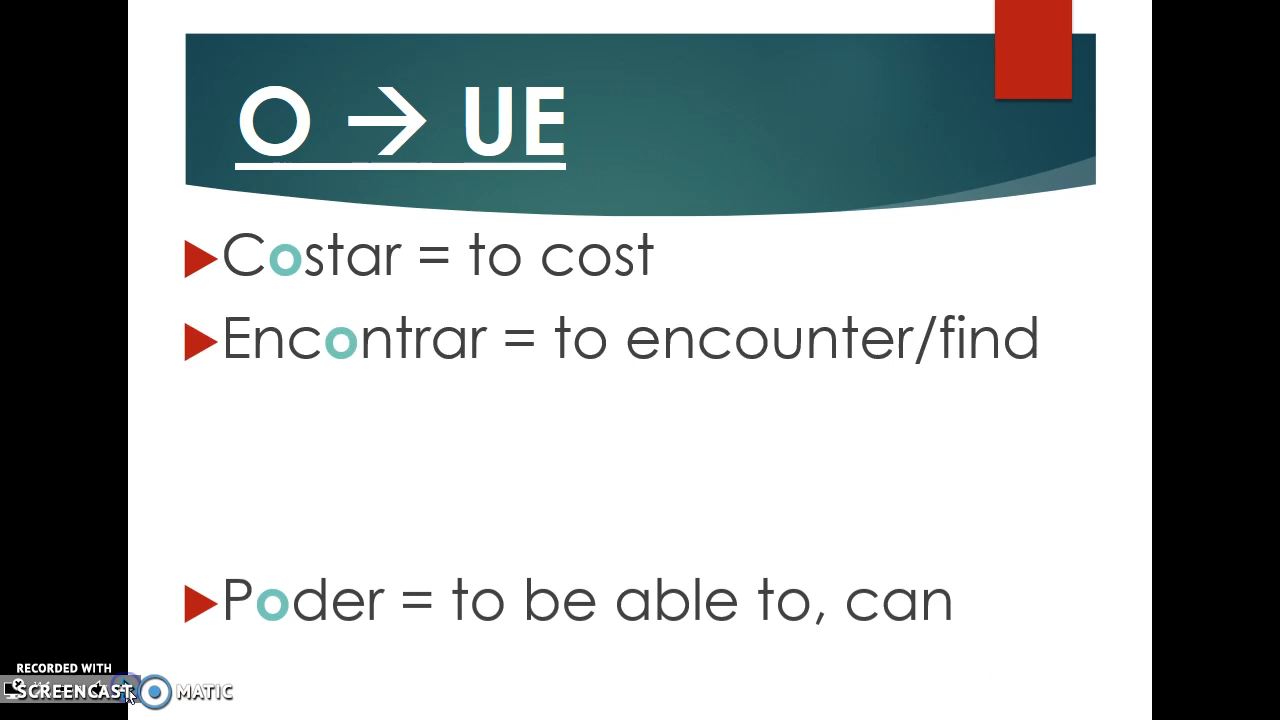 O → UE
Costar = to cost
Encontrar = to encounter/find
Poder = to be able to, can
RECORDED WITH
SCREENCAST MATIC